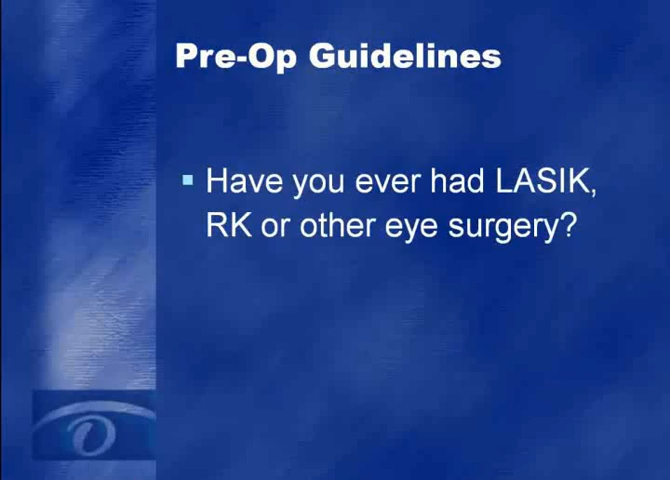 Pre-Op Guidelines
Have you ever had LASIK,
RK or other eye surgery?